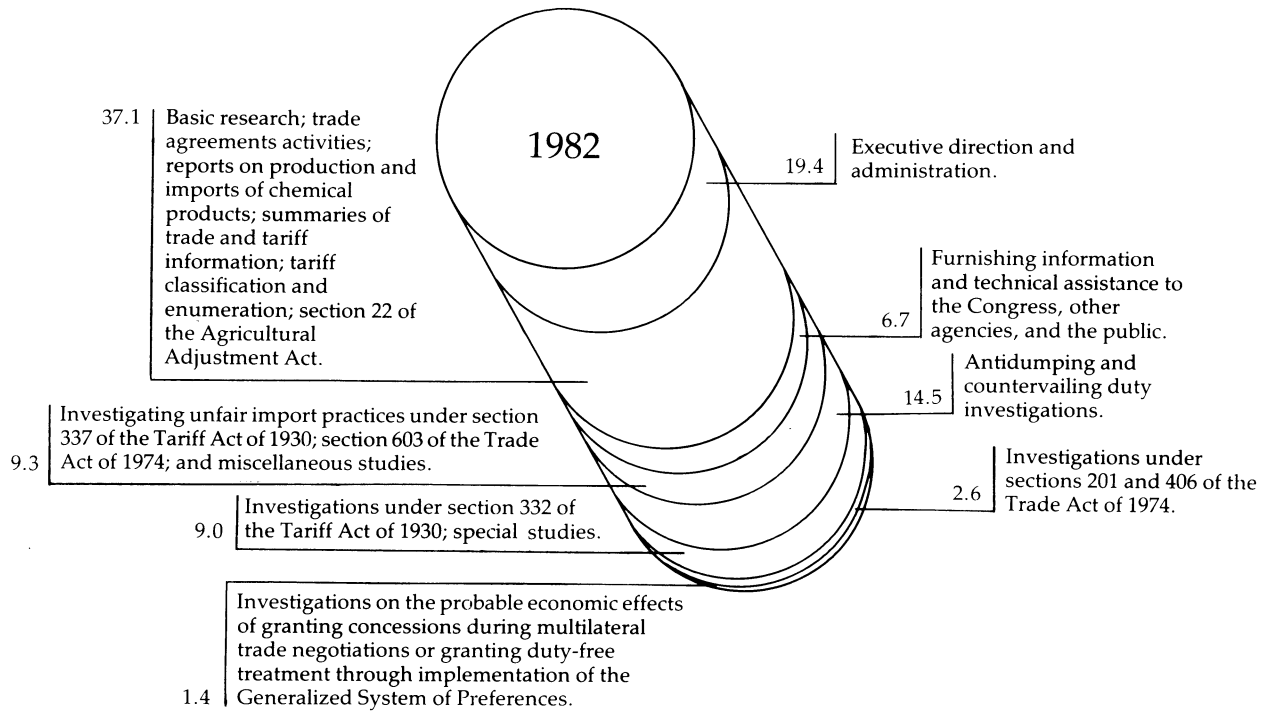 1982
37.1
Basic research; trade
agreements activities;
reports on production and
imports of chemical
products; summaries of
trade and tariff
information; tariff
classification and
enumeration; section 22 of
the Agricultural
Adjustment Act.
19.4
Executive direction and
administration.
6.7
Furnishing information
and technical assistance to
the Congress, other
agencies, and the public.
14.5
Antidumping and
countervailing duty
investigations.
9.3
Investigating unfair import practices under section
337 of the Tariff Act of 1930; section 603 of the Trade
Act of 1974; and miscellaneous studies.
2.6
Investigations under
sections 201 and 406 of the
Trade Act of 1974.
9.0
Investigations under section 332 of
the Tariff Act of 1930; special studies.
1.4
Investigations on the probable economic effects
of granting concessions during multilateral
trade negotiations or granting duty-free
treatment through implementation of the
Generalized System of Preferences.